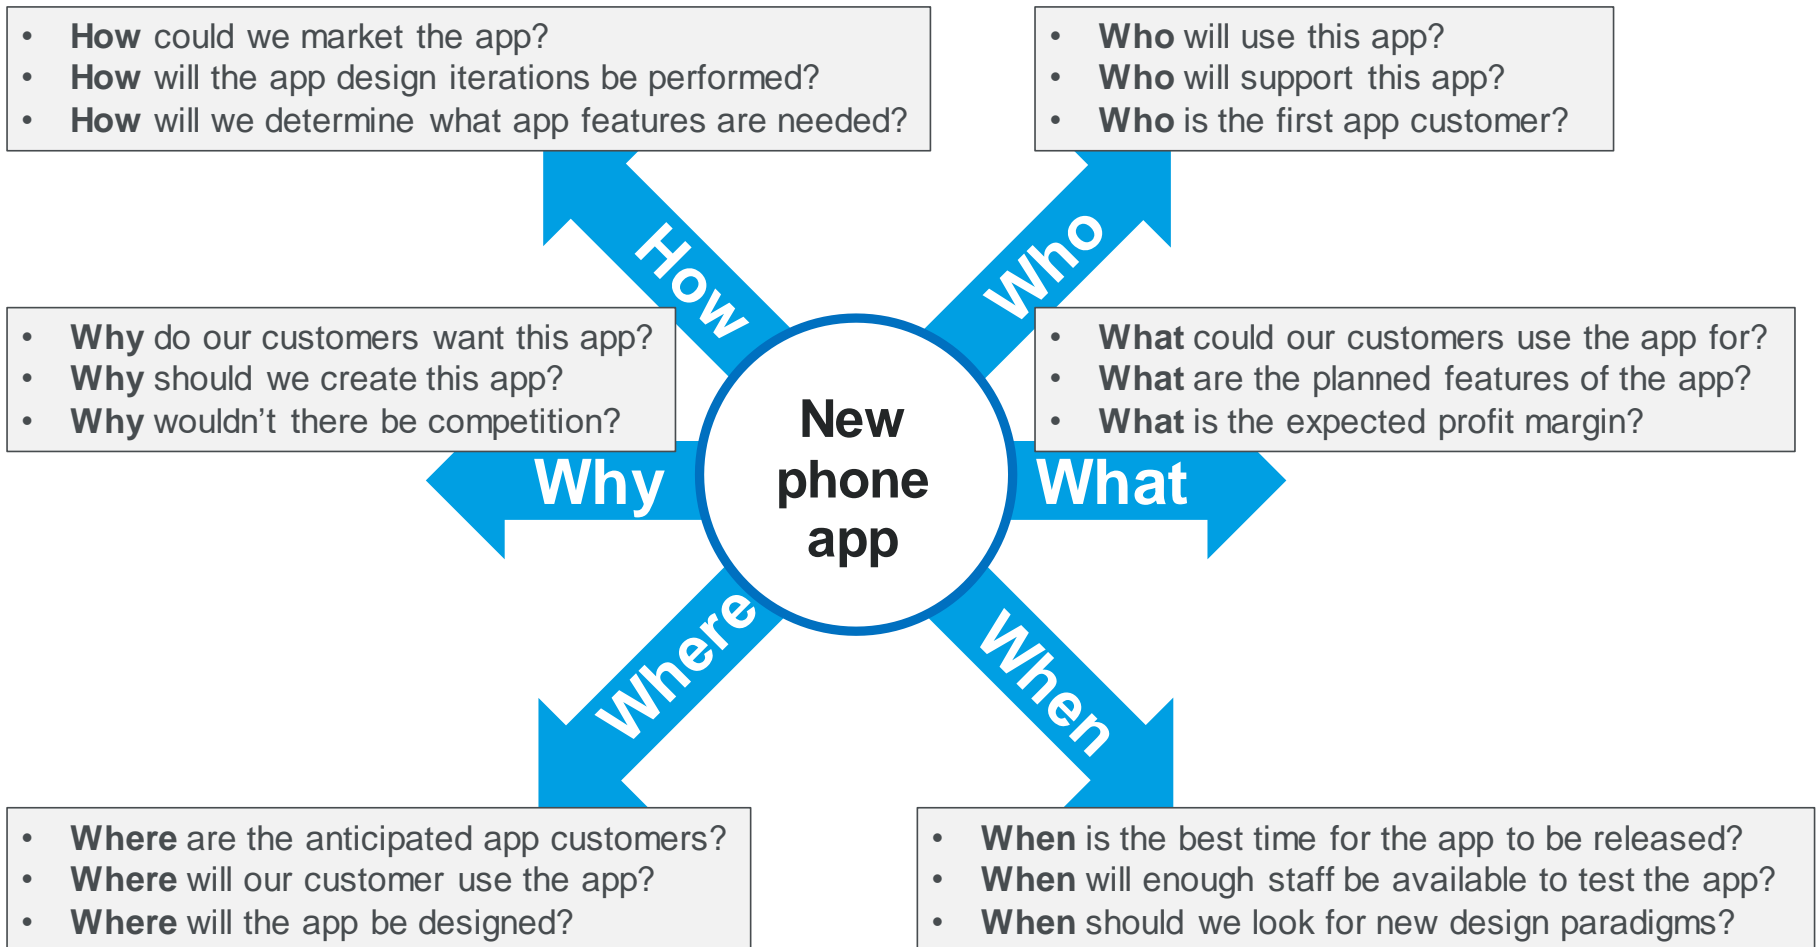 • How could we market the app?
• How will the app design iterations be performed?
• How will we determine what app features are needed?
• Who will use this app?
• Who will support this app?
• Who is the first app customer?
How
Who
• Why do our customers want this app?
• Why should we create this app?
• Why wouldn’t there be competition?
• What could our customers use the app for?
• What are the planned features of the app?
• What is the expected profit margin?
New
phone
app
Why
What
Where
When
• Where are the anticipated app customers?
• Where will our customer use the app?
• Where will the app be designed?
• When is the best time for the app to be released?
• When will enough staff be available to test the app?
• When should we look for new design paradigms?